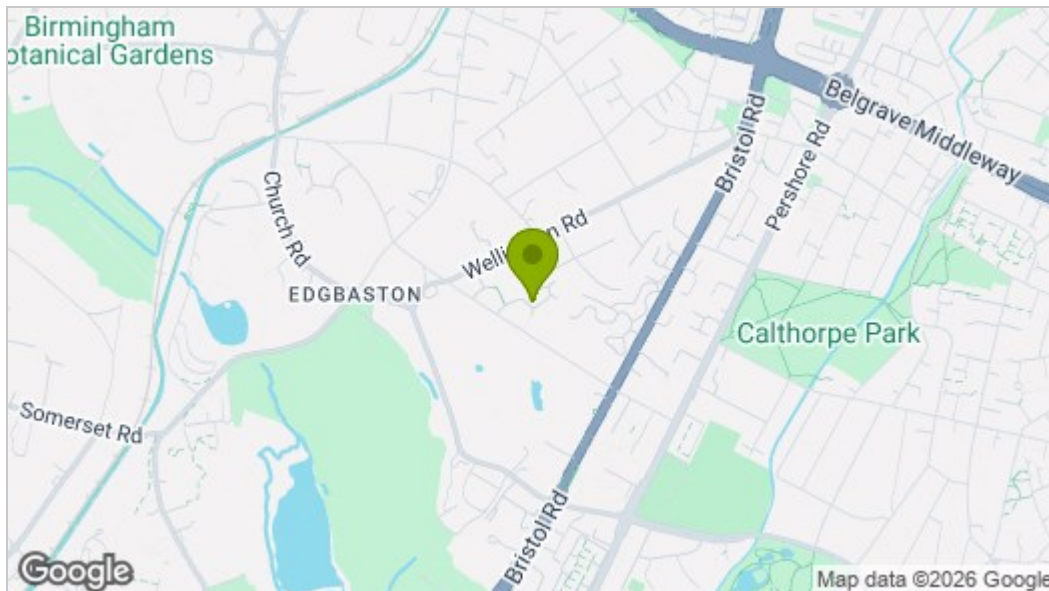 Birmingham
otanical Gardens
Belgrave Middleway
Bristol Rd
Pershore Rd
Church Rd
Wellin n Rd
EDGBASTON
Calthorpe Park
Somerset Rd
Bristol Rd
Google
Map data ©2026 Google